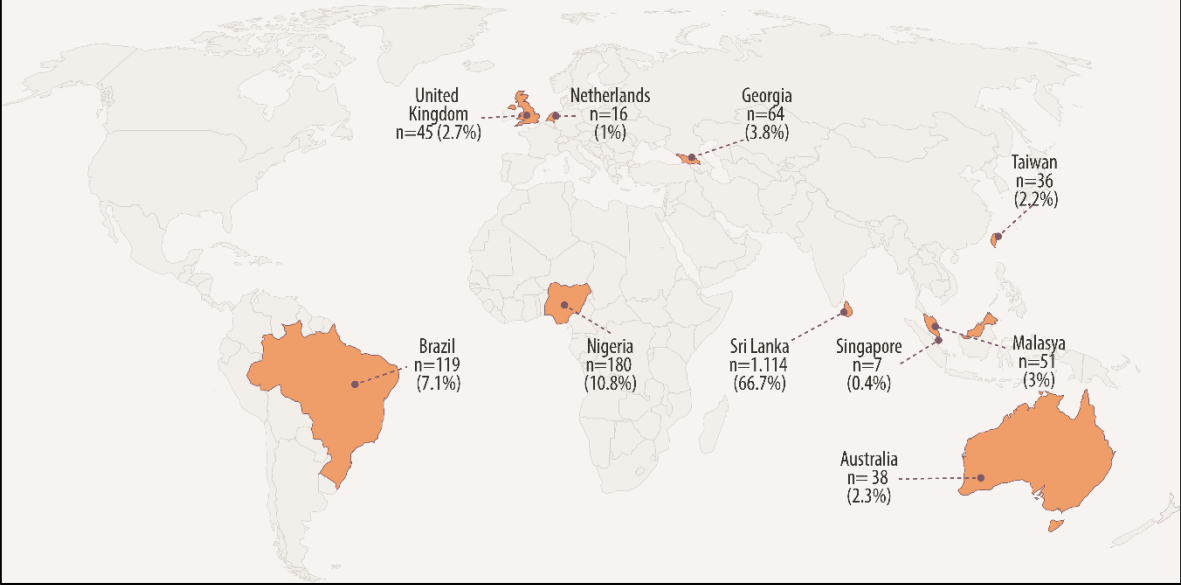 United
Kingdom
n=45 (2.7%)
Netherlands
n=16
(1%)
Georgia
n=64
(3.8%)
Taiwan
n=36
(2.2%)
Brazil
n=119
(7.1%)
Nigeria
n=180
(10.8%)
Sri Lanka
n=1.114
(66.7%)
Singapore
n=7
(0.4%)
Malasya
n=51
(3%)
Australia
n= 38
(2.3%)